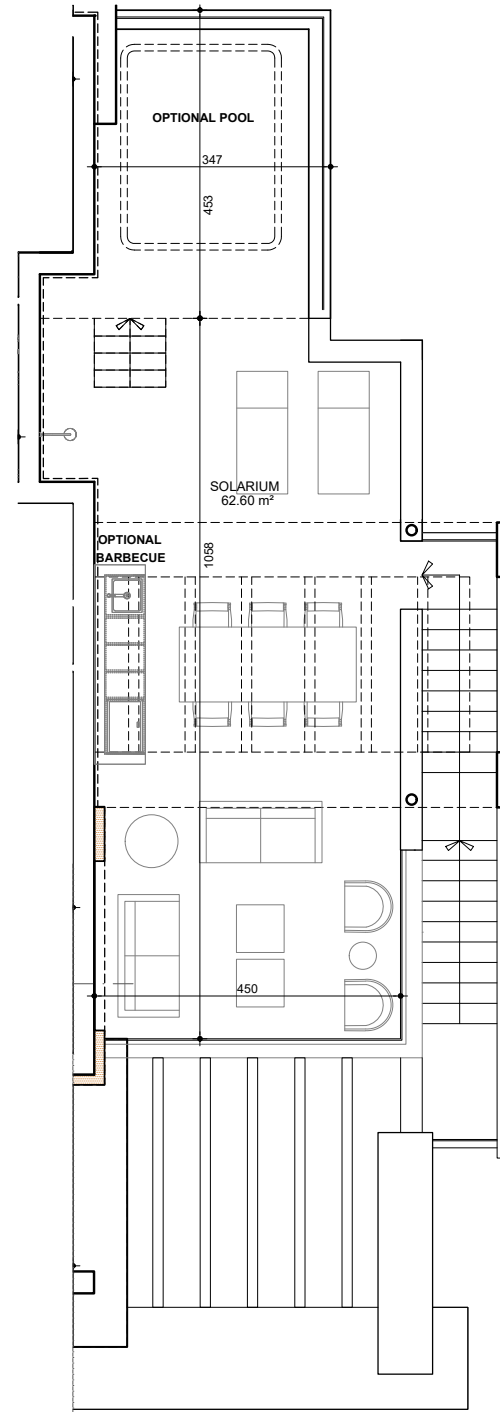 OPTIONAL POOL
347
453
SOLARIUM
62.60 m²
OPTIONAL
BARBECUE
1058
450